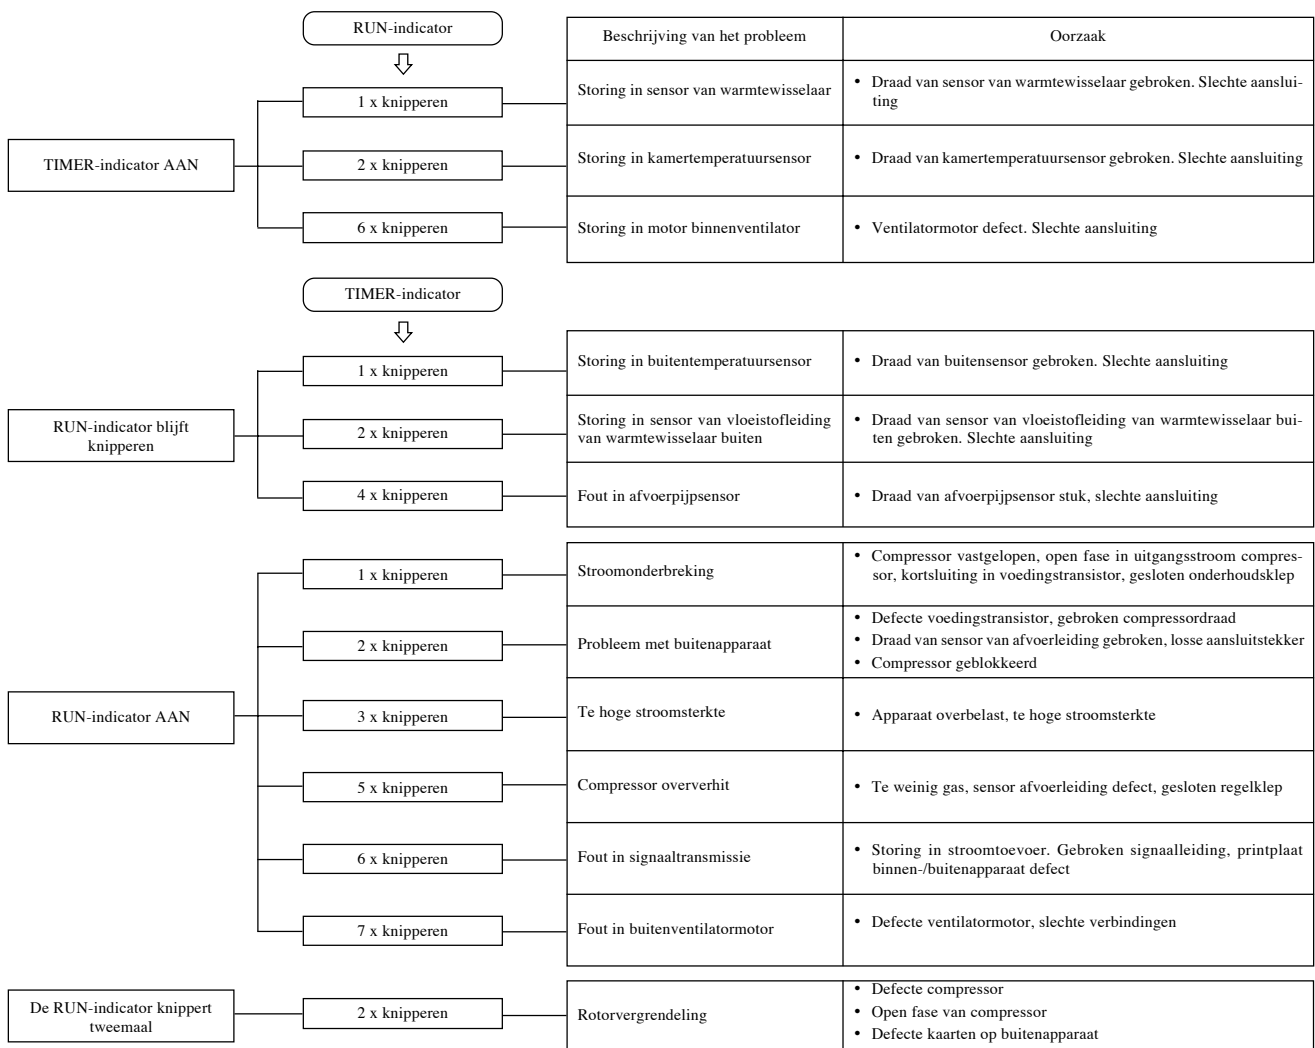 RUN-indicator
Beschrijving van het probleem
Oorzaak
TIMER-indicator AAN
1 x knipperen
Storing in sensor van warmtewisselaar
• Draad van sensor van warmtewisselaar gebroken. Slechte aanslui-
ting
2 x knipperen
Storing in kamertemperatuursensor
• Draad van kamertemperatuursensor gebroken. Slechte aansluiting
6 x knipperen
Storing in motor binnenventilator
• Ventilatormotor defect. Slechte aansluiting
TIMER-indicator
RUN-indicator blijft
knipperen
1 x knipperen
Storing in buitentemperatuursensor
• Draad van buitensensor gebroken. Slechte aansluiting
2 x knipperen
Storing in sensor van vloeistofleiding
van warmtewisselaar buiten
• Draad van sensor van vloeistofleiding van warmtewisselaar bui-
ten gebroken. Slechte aansluiting
4 x knipperen
Fout in afvoerpijpsensor
• Draad van afvoerpijpsensor stuk, slechte aansluiting
RUN-indicator AAN
1 x knipperen
Stroomonderbreking
• Compressor vastgelopen, open fase in uitgangsstroom compres-
sor, kortsluiting in voedingstransistor, gesloten onderhoudsklep
2 x knipperen
Probleem met buitenapparaat
• Defecte voedingstransistor, gebroken compressordraad
• Draad van sensor van afvoerleiding gebroken, losse aansluitstekker
• Compressor geblokkeerd
3 x knipperen
Te hoge stroomsterkte
• Apparaat overbelast, te hoge stroomsterkte
5 x knipperen
Compressor oververhit
• Te weinig gas, sensor afvoerleiding defect, gesloten regelklep
6 x knipperen
Fout in signaaltransmissie
• Storing in stroomtoevoer. Gebroken signaalleiding, printplaat
binnen-/buitenapparaat defect
7 x knipperen
Fout in buitenventilatormotor
• Defecte ventilatormotor, slechte verbindingen
De RUN-indicator knippert
tweemaal
2 x knipperen
Rotorvergrendeling
• Defecte compressor
• Open fase van compressor
• Defecte kaarten op buitenapparaat